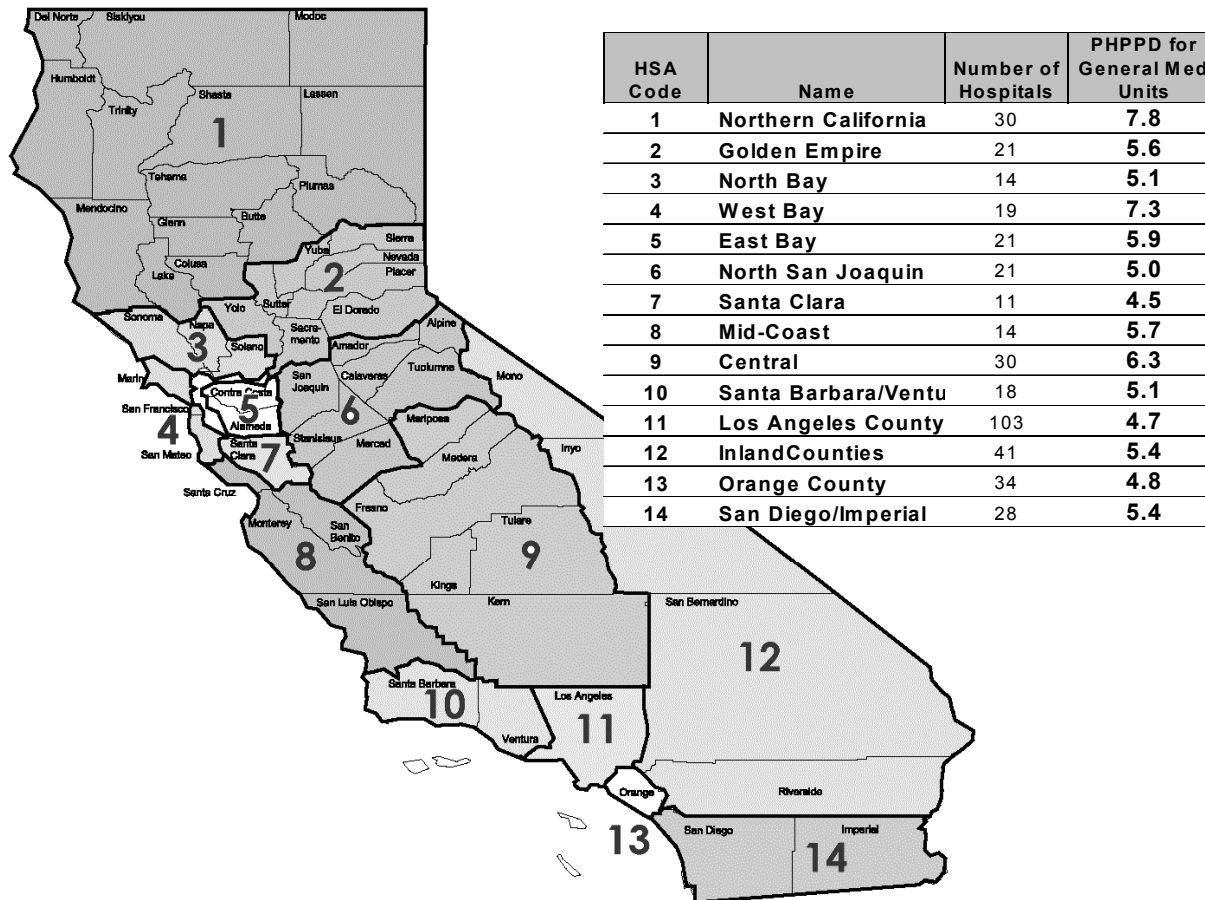 Del Norte
Siskiyou
Modoc
Humboldt
Trinity
Shasta
Lassen
1
Tehama
Plumas
Mendocino
Glenn
Butte
Lake
Colusa
Sierra
Yuba
Nevada
Placer
2
Sutter
Yolo
El Dorado
Sonoma
Napa
3
Solano
Sacra-
mento
Alpine
Amador
Marin
Contra Costa
5
Alameda
San
Joaquin
Calaveras
Tuolumne
Mono
San Francisco
4
San Mateo
6
Santa
Clara
7
Stanislaus
Merced
Mariposa
Madera
Inyo
Santa Cruz
Fresno
Monterey
San
Benito
8
Tulare
9
Kings
San Luis Obispo
Kern
San Bernardino
12
Santa Barbara
10
Ventura
Los Angeles
11
Orange
13
Riverside
San Diego
Imperial
14
HSA
Code
Name
Number of
Hospitals
PHPPD for
General Med
Units
1 Northern California 30 7.8
2 Golden Empire 21 5.6
3 North Bay 14 5.1
4 West Bay 19 7.3
5 East Bay 21 5.9
6 North San Joaquin 21 5.0
7 Santa Clara 11 4.5
8 Mid-Coast 14 5.7
9 Central 30 6.3
10 Santa Barbara/Ventu 18 5.1
11 Los Angeles County 103 4.7
12 InlandCounties 41 5.4
13 Orange County 34 4.8
14 San Diego/Imperial 28 5.4